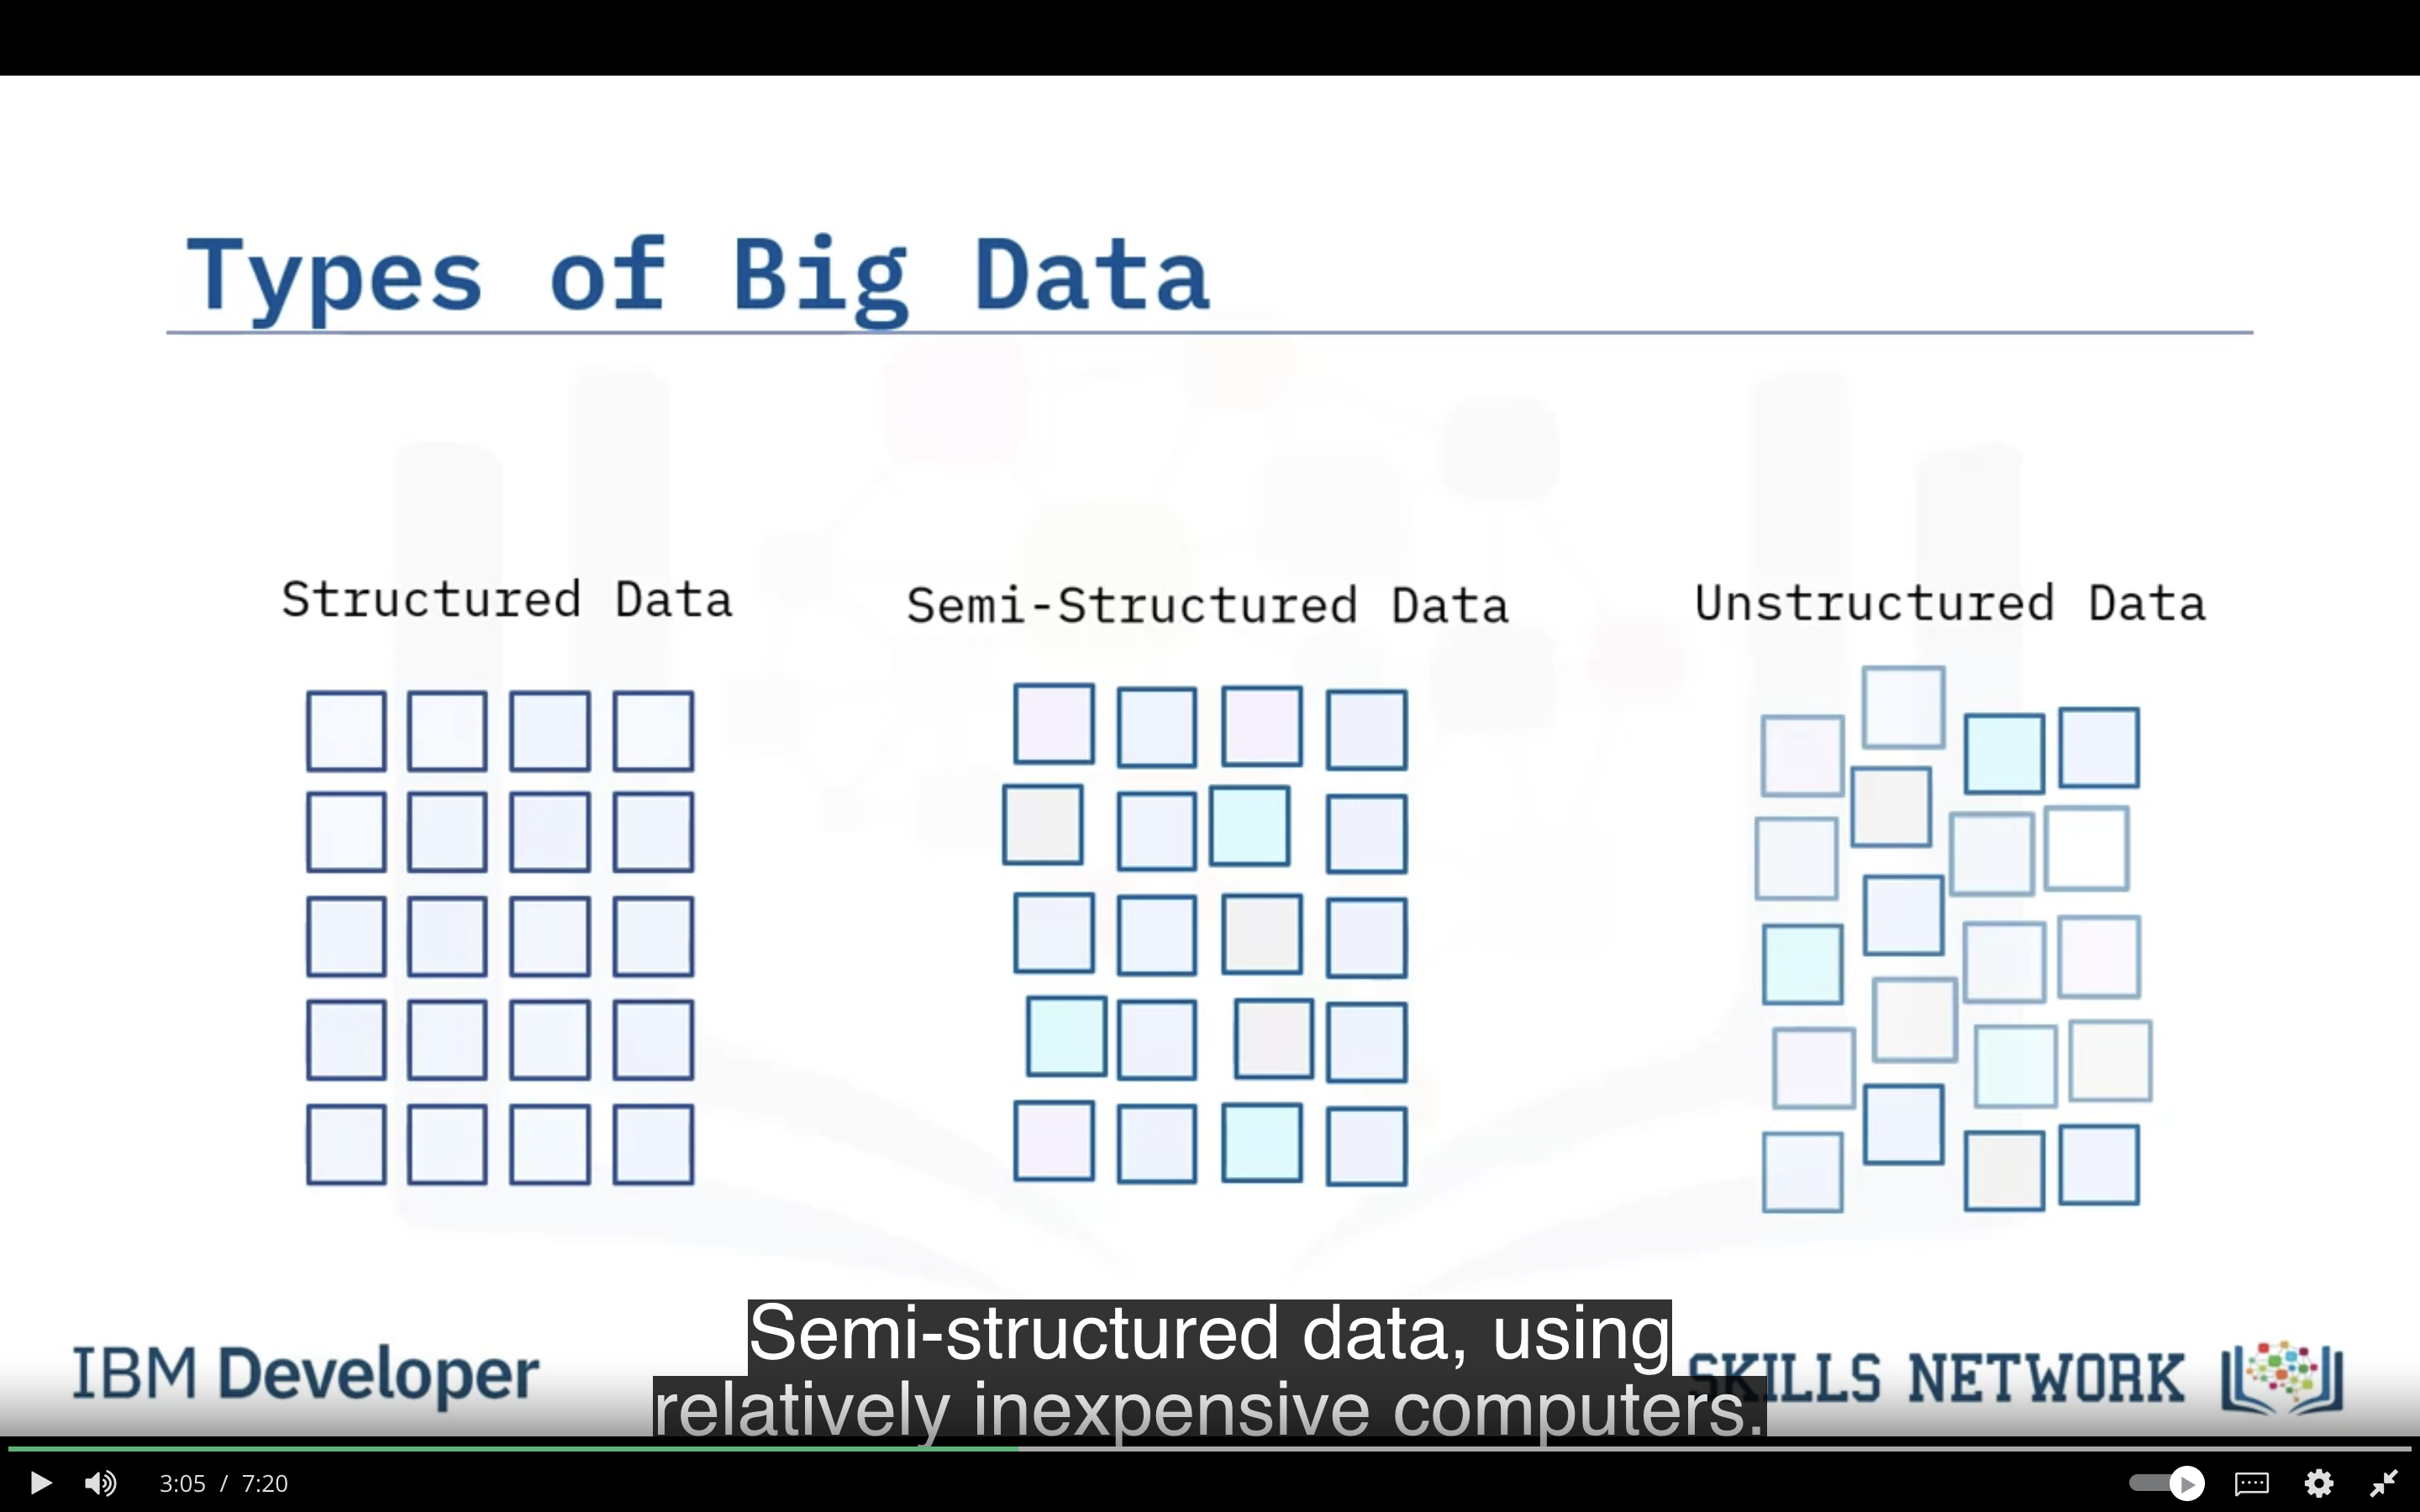 Types of Big Data
Structured Data
Semi-Structured Data
Unstructured Data
Semi-structured data, using
relatively inexpensive computers.
IBM Developer
SKILLS NETWORK
3:05 / 7:20